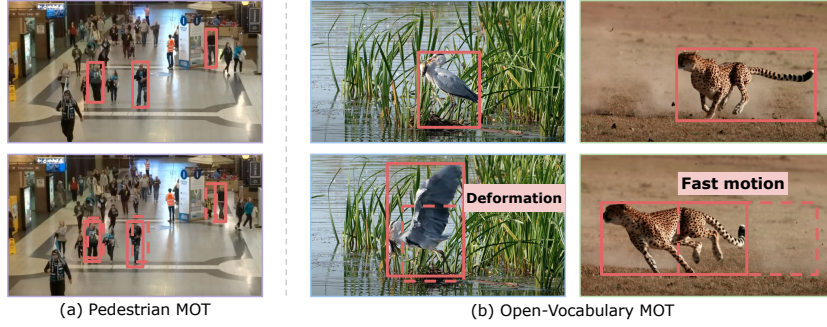 Deformation
Fast motion
(a) Pedestrian MOT
(b) Open-Vocabulary MOT